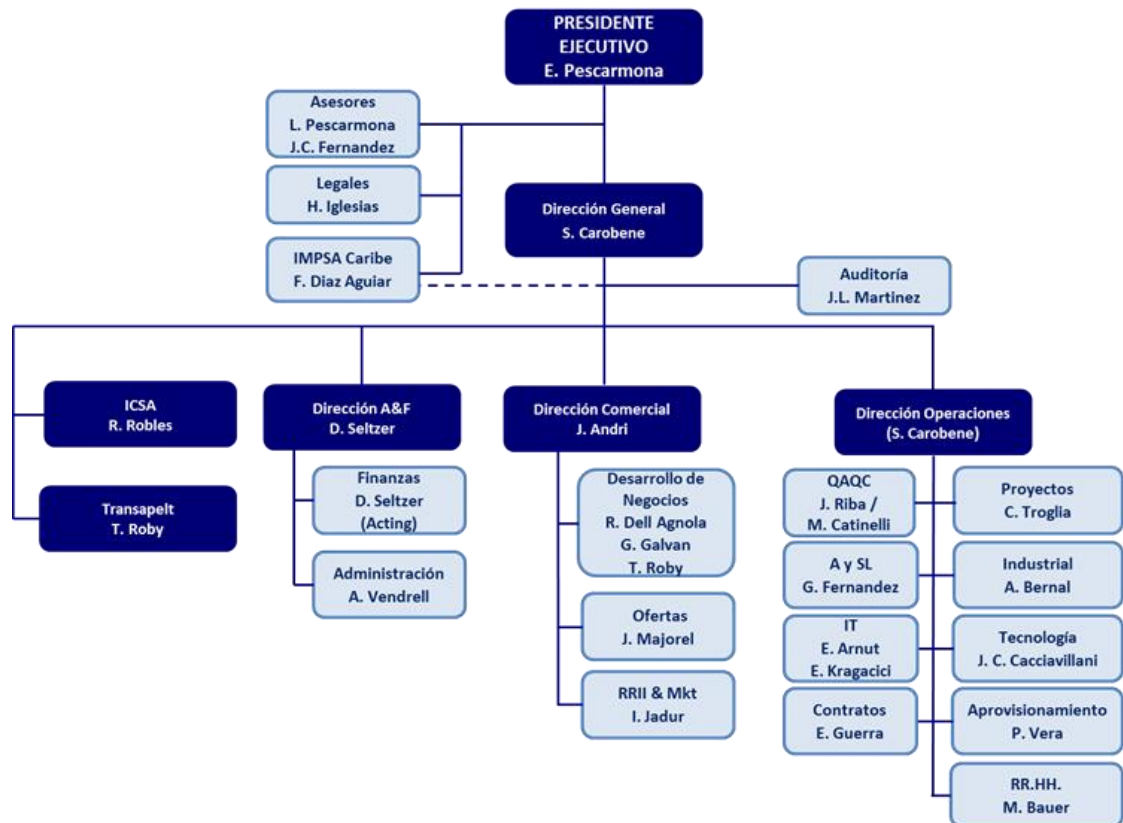 PRESIDENTE
EJECUTIVO
E. Pescarmona
Asesores
L. Pescarmona
J.C. Fernandez
Legales
H. Iglesias
Dirección General
S. Carobene
IMPSA Caribe
F. Diaz Aguiar
Auditoría
J.L. Martinez
ICSA
R. Robles
Transapelt
T. Roby
Dirección A&F
D. Seltzer
Finanzas
D. Seltzer
(Acting)
Administración
A. Vendrell
Dirección Comercial
J. Andri
Desarrollo de
Negocios
R. Dell Agnola
G. Galvan
T. Roby
Ofertas
J. Majorel
RRII & Mkt
I. Jadur
Dirección Operaciones
(S. Carobene)
QAQC
J. Riba /
M. Catinelli
Proyectos
C. Troglia
A y SL
G. Fernandez
Industrial
A. Bernal
IT
E. Arnut
E. Kragacici
Tecnología
J. C. Cacciavillani
Contratos
E. Guerra
Aprovisionamiento
P. Vera
RR.HH.
M. Bauer